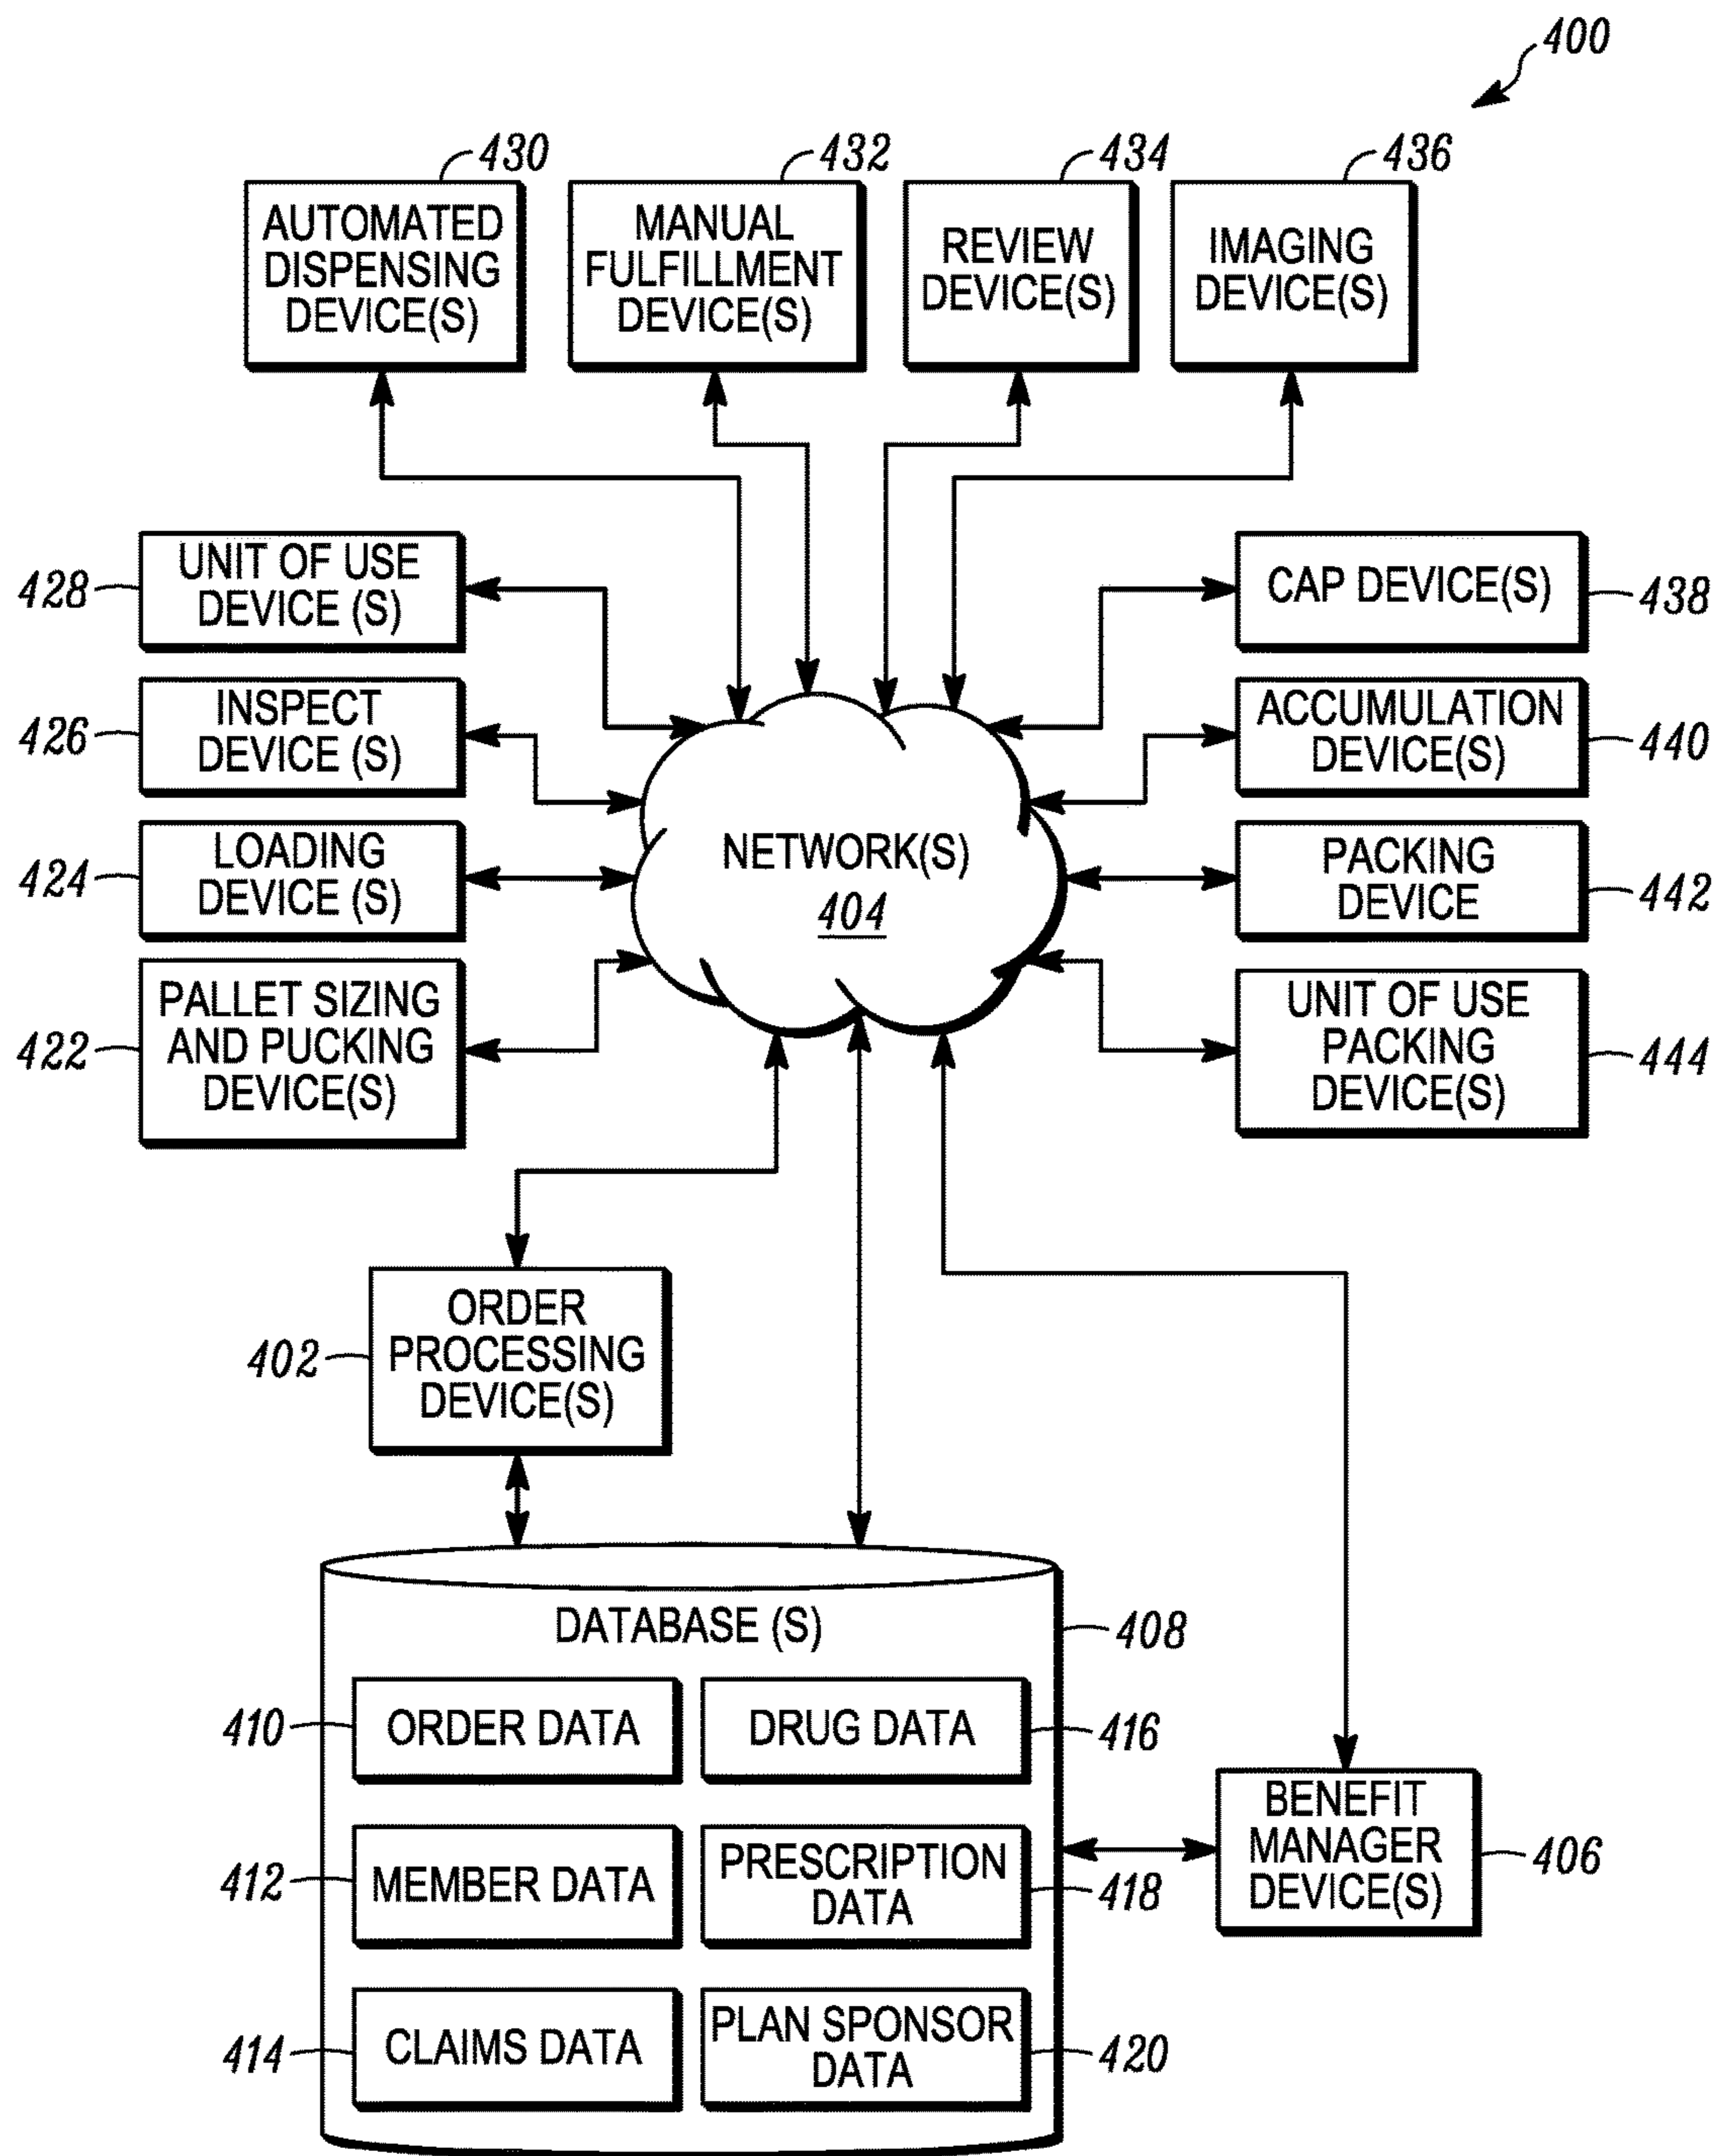 400
430
432
434
436
AUTOMATED
DISPENSING
DEVICE(S)
MANUAL
FULFILLMENT
DEVICE(S)
REVIEW
DEVICE(S)
IMAGING
DEVICE(S)
428
UNIT OF USE
DEVICE (S)
CAP DEVICE(S)
438
426
INSPECT
DEVICE (S)
ACCUMULATION
DEVICE(S)
440
424
LOADING
DEVICE (S)
NETWORK(S)
404
PACKING
DEVICE
442
422
PALLET SIZING
AND PUCKING
DEVICE(S)
UNIT OF USE
PACKING
DEVICE(S)
444
402
ORDER
PROCESSING
DEVICE(S)
DATABASE (S)
408
410
ORDER DATA
DRUG DATA
416
412
MEMBER DATA
PRESCRIPTION
DATA
418
BENEFIT
MANAGER
DEVICE(S)
406
414
CLAIMS DATA
PLAN SPONSOR
DATA
420